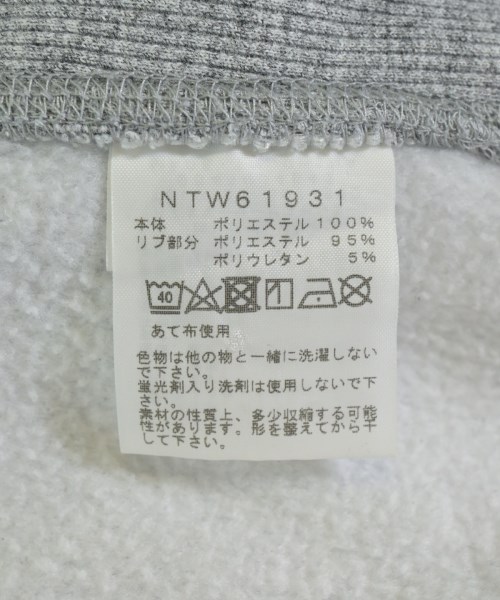 NTW61931
本体 ポリエステル 100%
リブ部分 ポリエステル 95%
ポリウレタン 5%
40
あて布使用
色物は他の物と一緒に洗濯しない
で下さい。
蛍光剤入り洗剤は使用しないで下
さい。
素材の性質上、多少収縮する可能
性があります。形を整えてから干
して下さい。